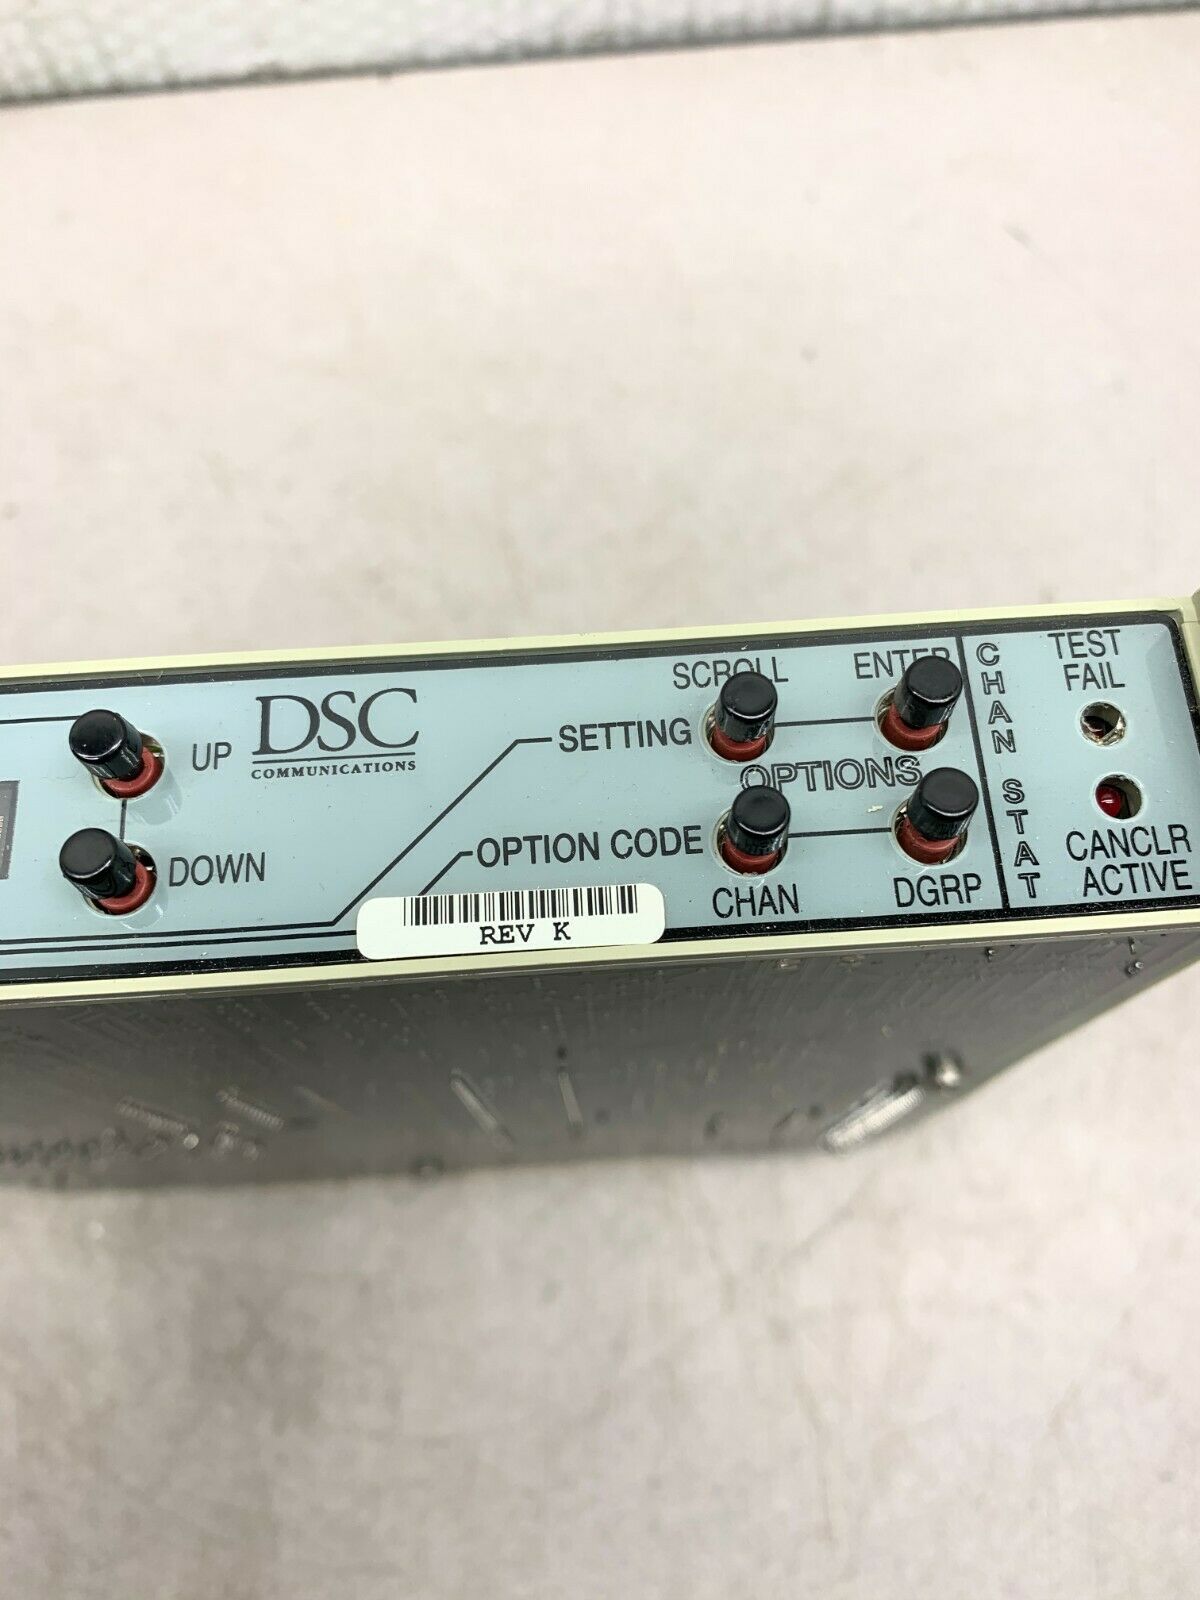 UP
DSC
COMMUNICATIONS
DOWN
SETTING
SCROLL
ENTER
OPTIONS
OPTION CODE
CHAN
DGRP
REV K
CHAN STAT
TEST
FAIL
CANCLR
ACTIVE